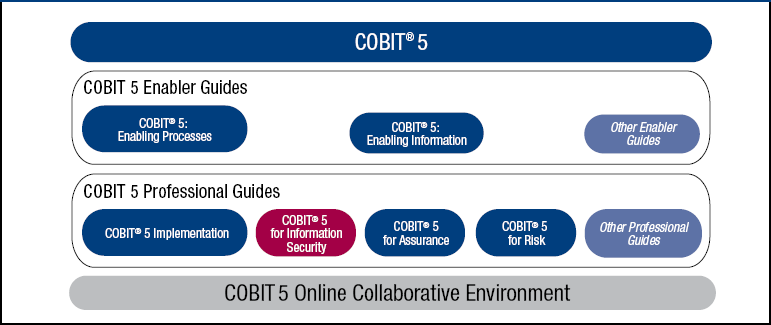 COBIT® 5
COBIT 5 Enabler Guides
COBIT® 5:
Enabling Processes
COBIT® 5:
Enabling Information
Other Enabler
Guides
COBIT 5 Professional Guides
COBIT® 5 Implementation
COBIT® 5
for Information
Security
COBIT® 5
for Assurance
COBIT® 5
for Risk
Other Professional
Guides
COBIT 5 Online Collaborative Environment